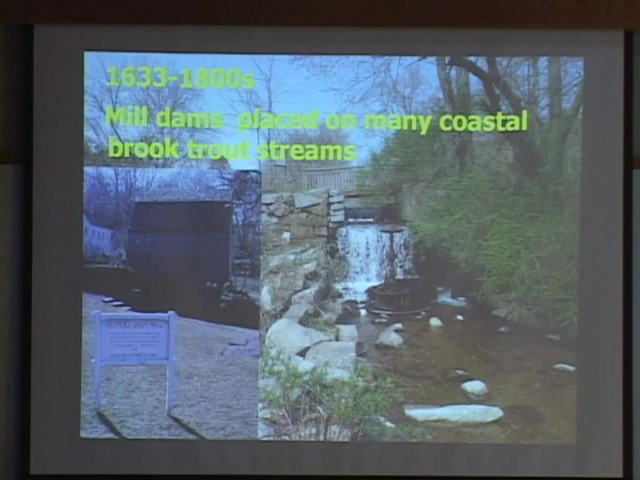 1633-1800s
Mill dams placed on many coastal
brook trout streams